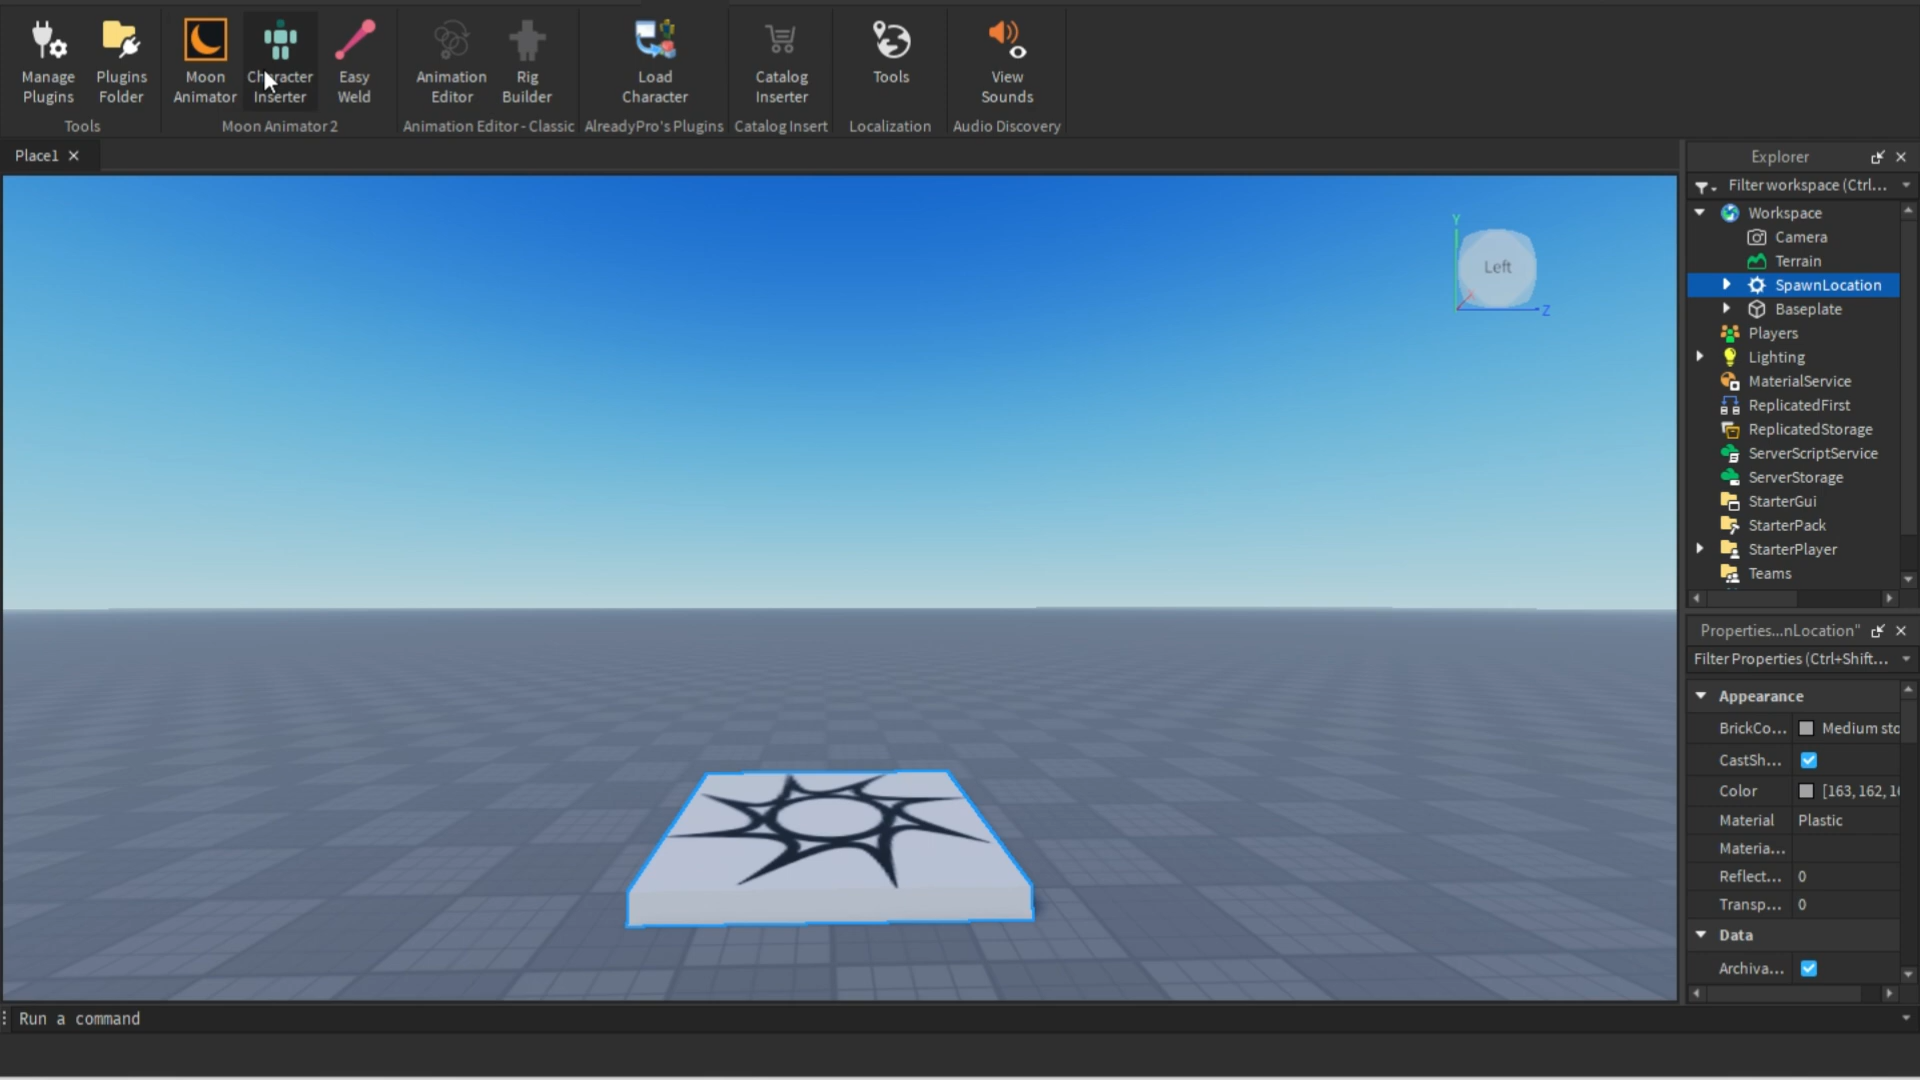 Manage Plugins
Plugins Folder
Moon Animator
Character Inserter
Easy Weld
Animation Editor
Rig Builder
Load Character
Catalog Inserter
Tools
View Sounds
Tools
Moon Animator 2
Animation Editor - Classic
AlreadyPro's Plugins
Catalog Insert
Localization
Audio Discovery
Place1
Explorer
Filter workspace (Ctrl...
Workspace
Camera
Terrain
SpawnLocation
Baseplate
Players
Lighting
MaterialService
ReplicatedFirst
ReplicatedStorage
ServerScriptService
ServerStorage
StarterGui
StarterPack
StarterPlayer
Teams
Y
Left
Z
Properties...nLocation"
Filter Properties (Ctrl+Shift...
Appearance
BrickCo... Medium sto
CastSh...
Color [163, 162, 16
Material Plastic
Materia...
Reflect... 0
Transp... 0
Data
Archiva...
Run a command